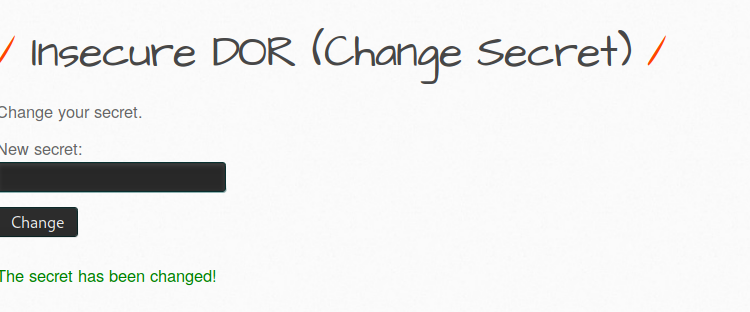 / Insecure DOR (Change Secret) /
Change your secret.
New secret:
Change
The secret has been changed!